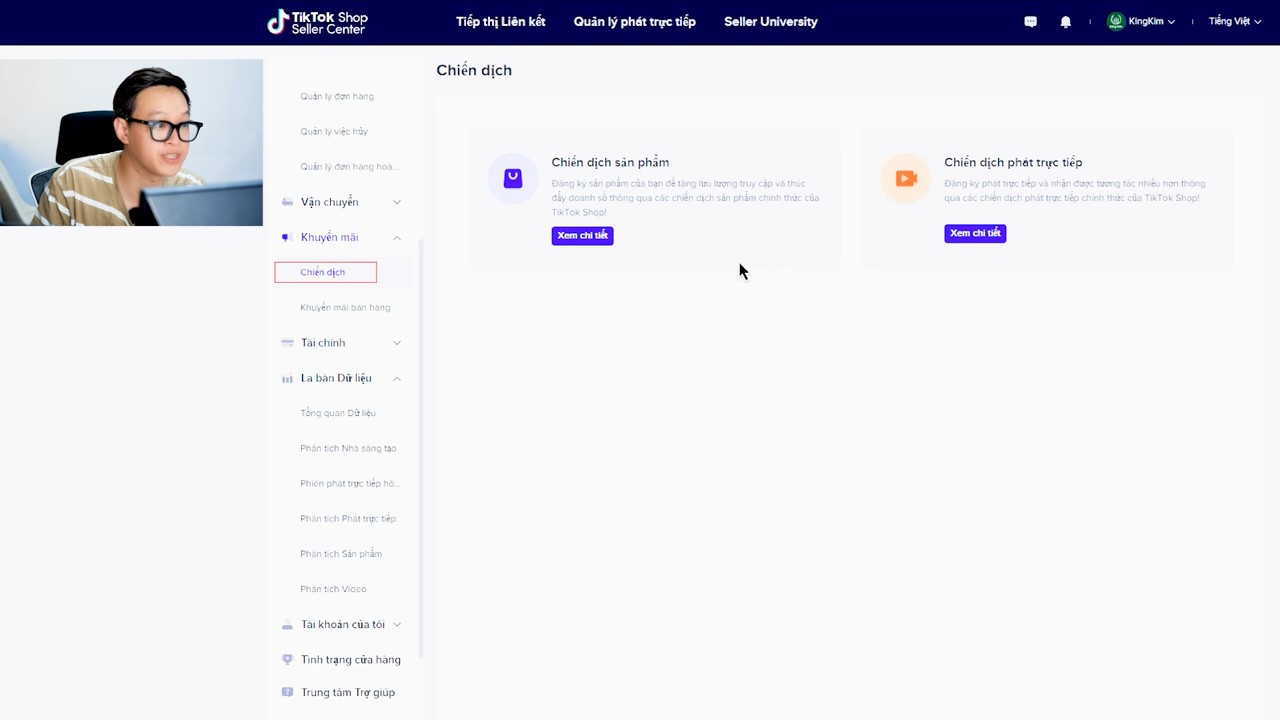 TikTok Shop
Seller Center
Tiếp thị Liên kết
Quản lý phát trực tiếp
Seller University
KingKim
Tiếng Việt
Quản lý đơn hàng
Quản lý việc hủy
Quản lý đơn hàng hoà...
Vận chuyển
Khuyến mãi
Chiến dịch
Khuyến mãi bán hàng
Tài chính
La bàn Dữ liệu
Tổng quan Dữ liệu
Phân tích Nhà sáng tạo
Phiên phát trực tiếp hô...
Phân tích Phát trực tiếp
Phân tích Sản phẩm
Phân tích Video
Tài khoản của tôi
Tình trạng cửa hàng
Trung tâm Trợ giúp
Chiến dịch
Chiến dịch sản phẩm
Đăng ký sản phẩm của bạn để tăng lưu lượng truy cập và thúc
đẩy doanh số thông qua các chiến dịch sản phẩm chính thức của
TikTok Shop!
Xem chi tiết
Chiến dịch phát trực tiếp
Đăng ký phát trực tiếp và nhận được tương tác nhiều hơn thông
qua các chiến dịch phát trực tiếp chính thức của TikTok Shop!
Xem chi tiết